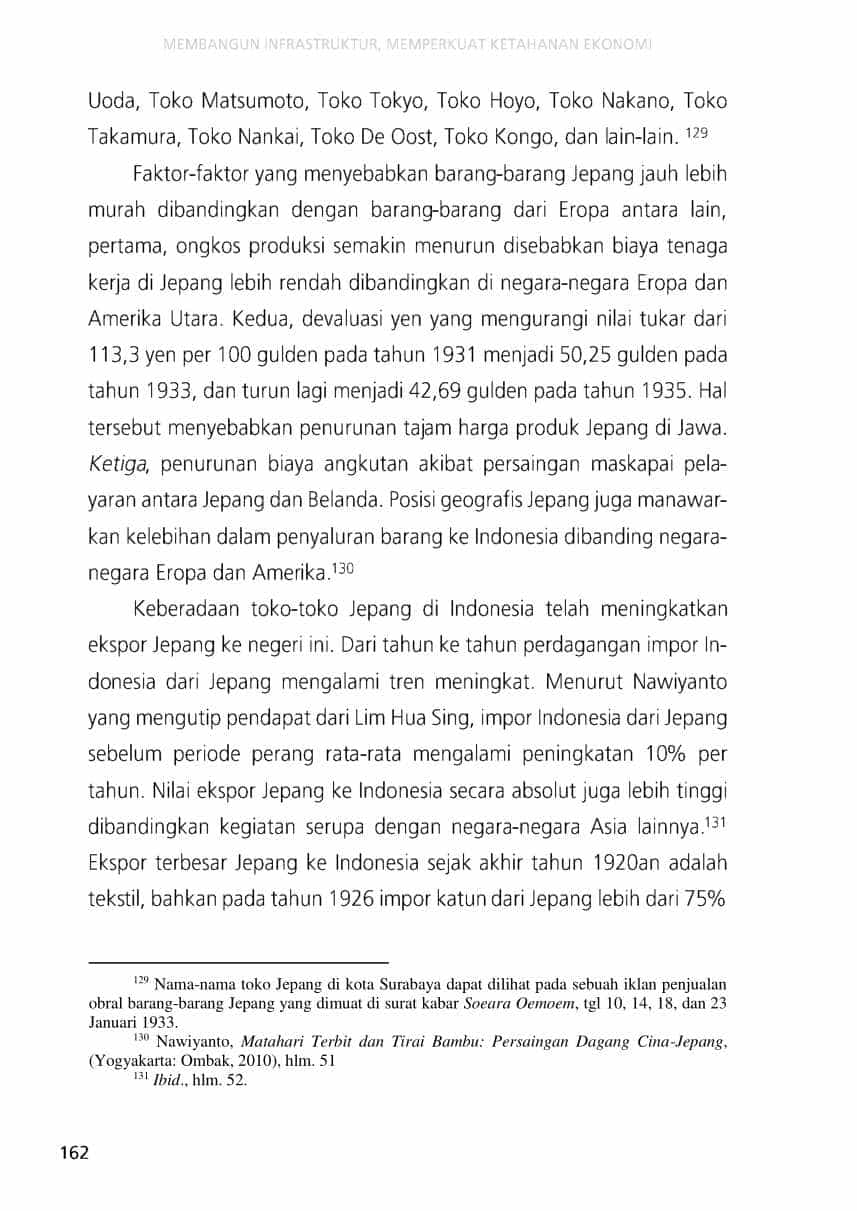 MEMBANGUN INFRASTRUKTUR, MEMPERKUAT KETAHANAN EKONOMI
Uoda, Toko Matsumoto, Toko Tokyo, Toko Hoyo, Toko Nakano, Toko
Takamura, Toko Nankai, Toko De Oost, Toko Kongo, dan lain-lain. 129
Faktor-faktor yang menyebabkan barang-barang Jepang jauh lebih
murah dibandingkan dengan barang-barang dari Eropa antara lain,
pertama, ongkos produksi semakin menurun disebabkan biaya tenaga
kerja di Jepang lebih rendah dibandingkan di negara-negara Eropa dan
Amerika Utara. Kedua, devaluasi yen yang mengurangi nilai tukar dari
113,3 yen per 100 gulden pada tahun 1931 menjadi 50,25 gulden pada
tahun 1933, dan turun lagi menjadi 42,69 gulden pada tahun 1935. Hal
tersebut menyebabkan penurunan tajam harga produk Jepang di Jawa.
Ketiga, penurunan biaya angkutan akibat persaingan maskapai pela-
yaran antara Jepang dan Belanda. Posisi geografis Jepang juga manawar-
kan kelebihan dalam penyaluran barang ke Indonesia dibanding negara-
negara Eropa dan Amerika.130
Keberadaan toko-toko Jepang di Indonesia telah meningkatkan
ekspor Jepang ke negeri ini. Dari tahun ke tahun perdagangan impor In-
donesia dari Jepang mengalami tren meningkat. Menurut Nawiyanto
yang mengutip pendapat dari Lim Hua Sing, impor Indonesia dari Jepang
sebelum periode perang rata-rata mengalami peningkatan 10% per
tahun. Nilai ekspor Jepang ke Indonesia secara absolut juga lebih tinggi
dibandingkan kegiatan serupa dengan negara-negara Asia lainnya.131
Ekspor terbesar Jepang ke Indonesia sejak akhir tahun 1920an adalah
tekstil, bahkan pada tahun 1926 impor katun dari Jepang lebih dari 75%
129 Nama-nama toko Jepang di kota Surabaya dapat dilihat pada sebuah iklan penjualan
obral barang-barang Jepang yang dimuat di surat kabar Soeara Oemoem, tgl 10, 14, 18, dan 23
Januari 1933.
130 Nawiyanto, Matahari Terbit dan Tirai Bambu: Persaingan Dagang Cina-Jepang,
(Yogyakarta: Ombak, 2010), hlm. 51
131 Ibid., hlm. 52.
162